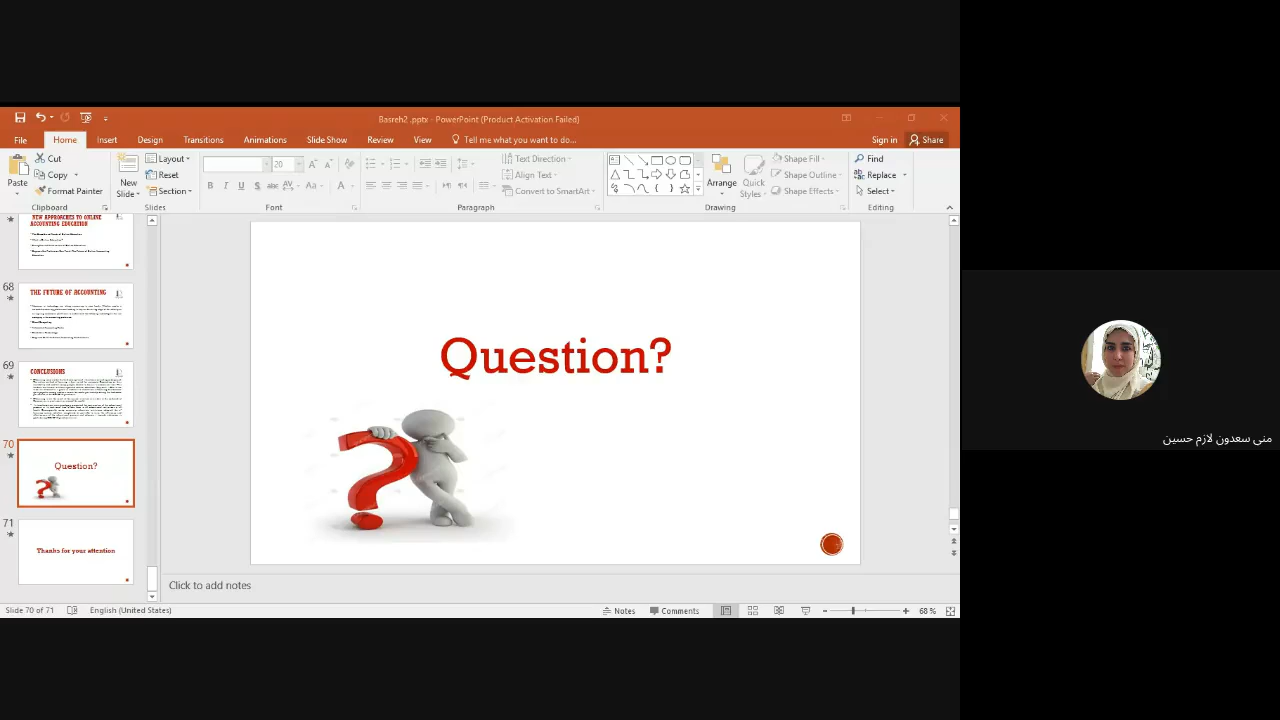 Basreh2 .pptx - PowerPoint (Product Activation Failed)
File Home Insert Design Transitions Animations Slide Show Review View Tell me what you want to do... Sign in Share
Paste
Cut
Copy
Format Painter
Clipboard
New Slide
Layout
Reset
Section
Slides
20
Font
Text Direction
Align Text
Convert to SmartArt
Paragraph
Arrange
Quick Styles
Shape Fill
Shape Outline
Shape Effects
Drawing
Find
Replace
Select
Editing
NEW APPROACHES TO ONLINE
ACCOUNTING EDUCATION
68
THE FUTURE OF ACCOUNTING
69
CONCLUSIONS
70
Question?
71
Thanks for your attention
Question?
Click to add notes
Slide 70 of 71 English (United States) Notes Comments 68 %
منى سعدون لازم حسين